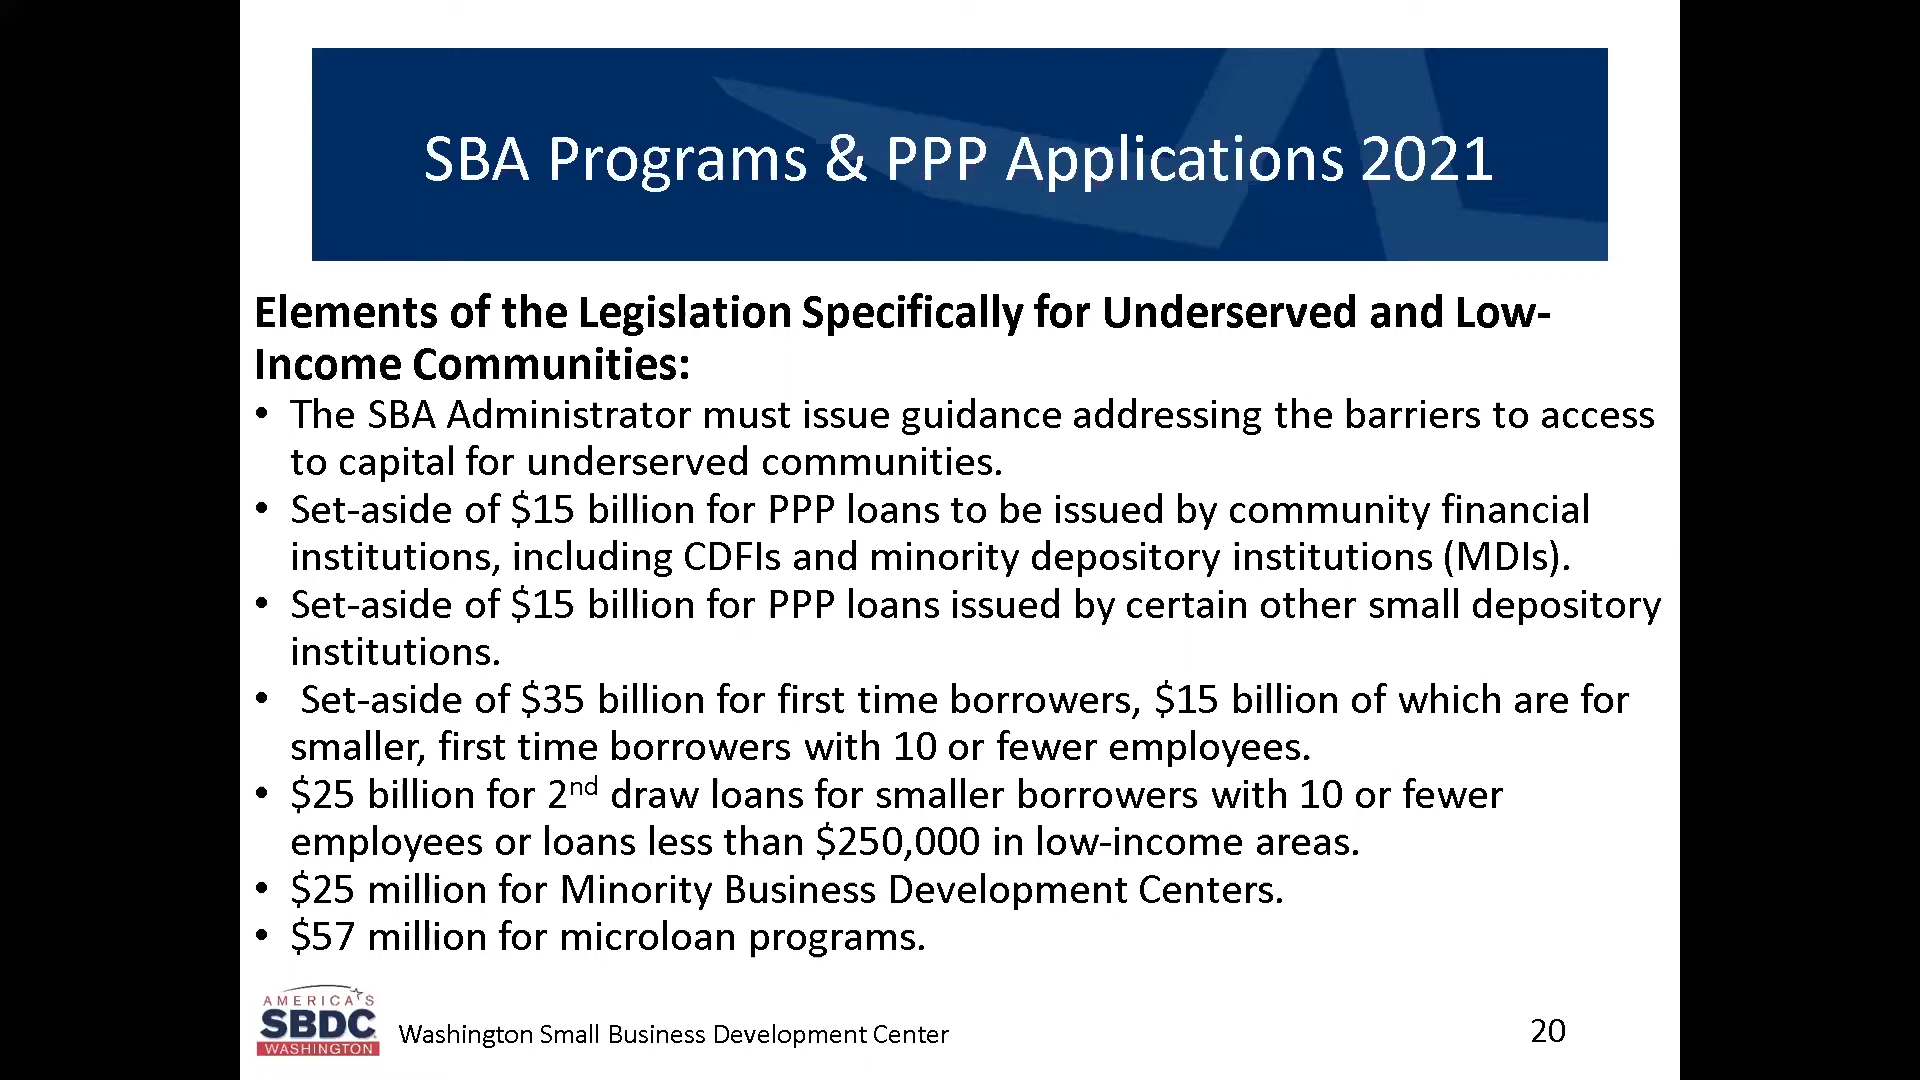 SBA Programs & PPP Applications 2021
Elements of the Legislation Specifically for Underserved and Low-
Income Communities:
• The SBA Administrator must issue guidance addressing the barriers to access
to capital for underserved communities.
• Set-aside of $15 billion for PPP loans to be issued by community financial
institutions, including CDFIs and minority depository institutions (MDIs).
• Set-aside of $15 billion for PPP loans issued by certain other small depository
institutions.
• Set-aside of $35 billion for first time borrowers, $15 billion of which are for
smaller, first time borrowers with 10 or fewer employees.
• $25 billion for 2nd draw loans for smaller borrowers with 10 or fewer
employees or loans less than $250,000 in low-income areas.
• $25 million for Minority Business Development Centers.
• $57 million for microloan programs.
AMERICA'S
SBDC
WASHINGTON
Washington Small Business Development Center
20